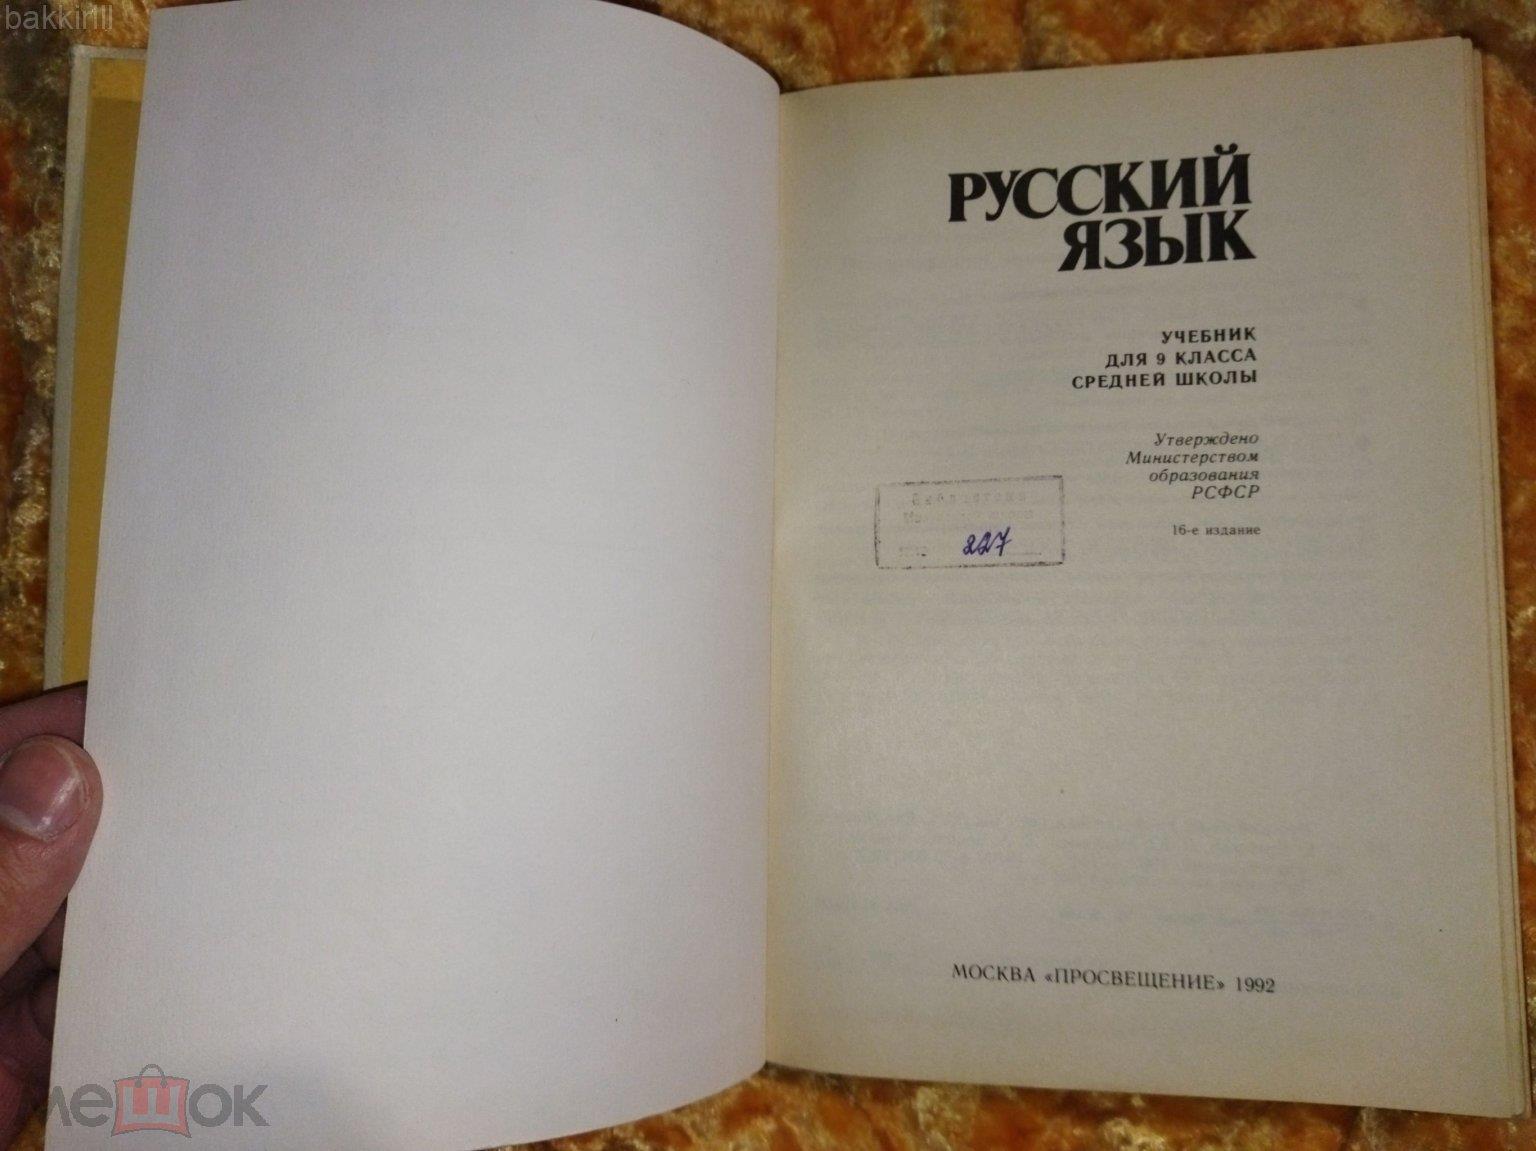 bakkirill
РУССКИЙ
ЯЗЫК
УЧЕБНИК
ДЛЯ 9 КЛАССА
СРЕДНЕЙ ШКОЛЫ
Утверждено
Министерством
образования
РСФСР
16-е издание
227
МОСКВА «ПРОСВЕЩЕНИЕ» 1992
мешок